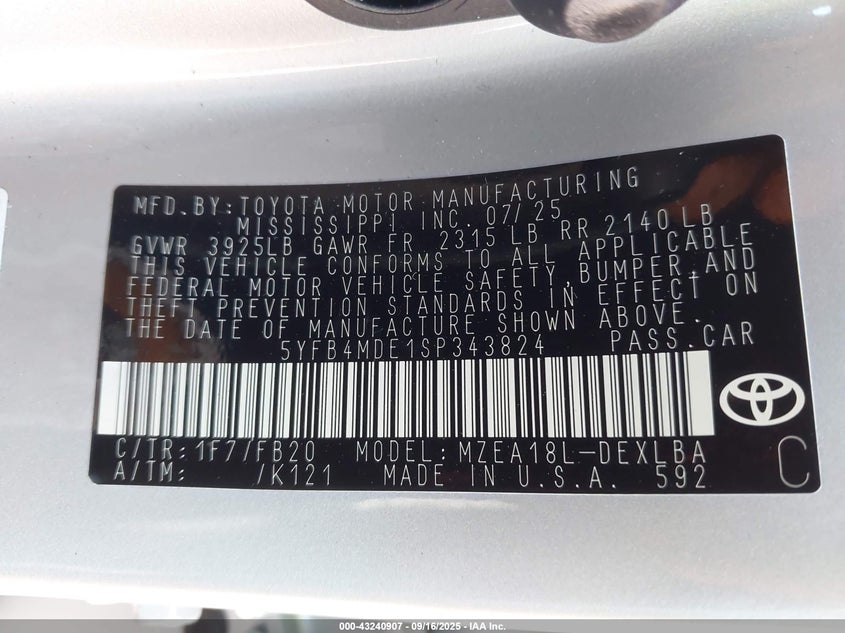 MFD.BY:TOYOTA MOTOR MANUFACTURING
MISSISSIPPI INC. 07/25
GVWR 3925LB GAWR FR 2315 LB RR 2140 LB
THIS VEHICLE CONFORMS TO ALL APPLICABLE
FEDERAL MOTOR VEHICLE SAFETY,BUMPER,AND
THEFT PREVENTION STANDARDS IN EFFECT ON
THE DATE OF MANUFACTURE SHOWN ABOVE.
5YFB4MDE1SP343824 PASS.CAR
C/TR:1F7/FB20 MODEL:MZEA18L-DEXLBA
A/TM: /K121 MADE IN U.S.A. 592
C
000-43240907 - 09/16/2025 - IAA Inc.